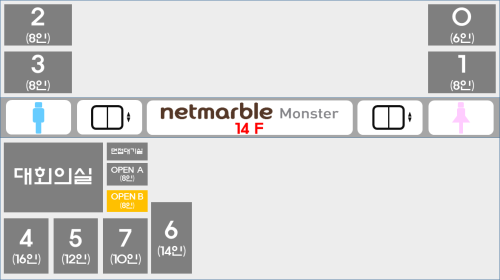 2
(8인)
0
(6인)
3
(8인)
1
(8인)
netmarble Monster
14 F
대회의실
면접대기실
OPEN A
(8인)
OPEN B
(8인)
4
(16인)
5
(12인)
7
(10인)
6
(14인)